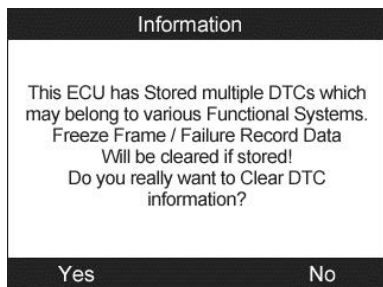 Information
This ECU has Stored multiple DTCs which
may belong to various Functional Systems.
Freeze Frame / Failure Record Data
Will be cleared if stored!
Do you really want to Clear DTC
information?
Yes No